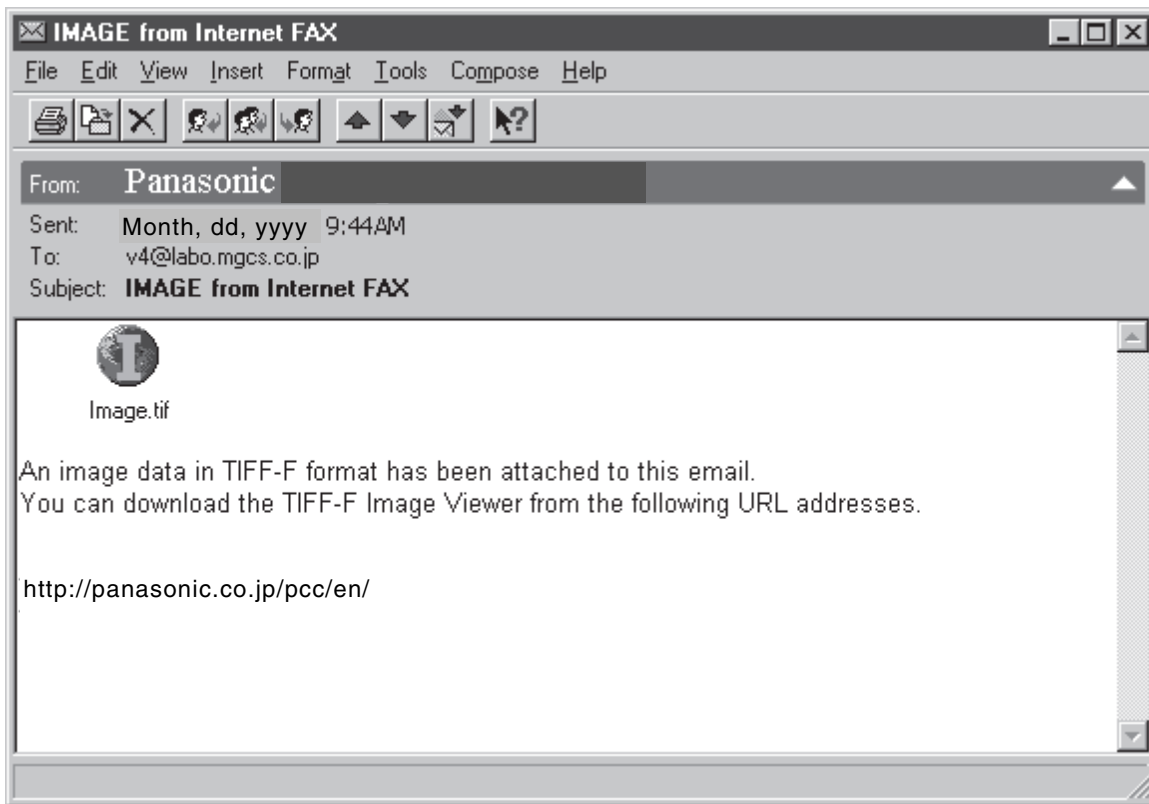 IMAGE from Internet FAX
File Edit View Insert Format Tools Compose Help
From: Panasonic
Sent: Month, dd, yyyy 9:44AM
To: v4@labo.mgcs.co.jp
Subject: IMAGE from Internet FAX
I
Image.tif
An image data in TIFF-F format has been attached to this email.
You can download the TIFF-F Image Viewer from the following URL addresses.
http://panasonic.co.jp/pcc/en/